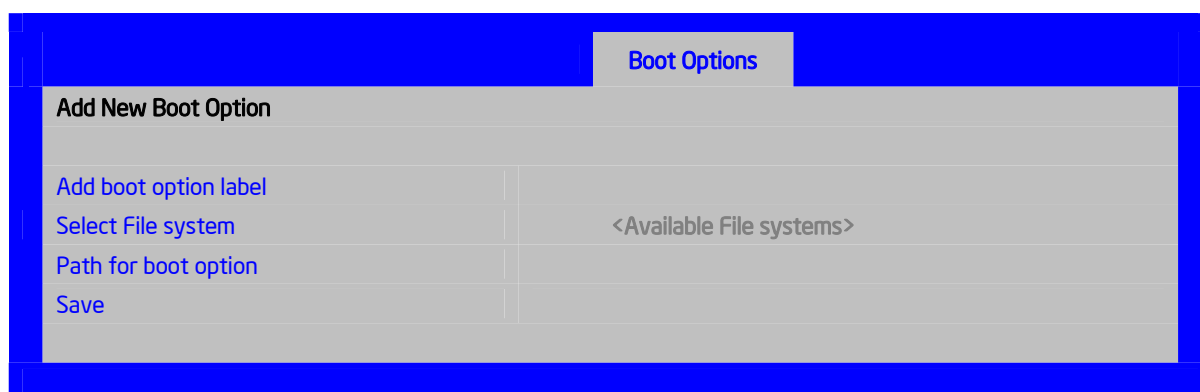 Boot Options
Add New Boot Option
Add boot option label
Select File system <Available File systems>
Path for boot option
Save